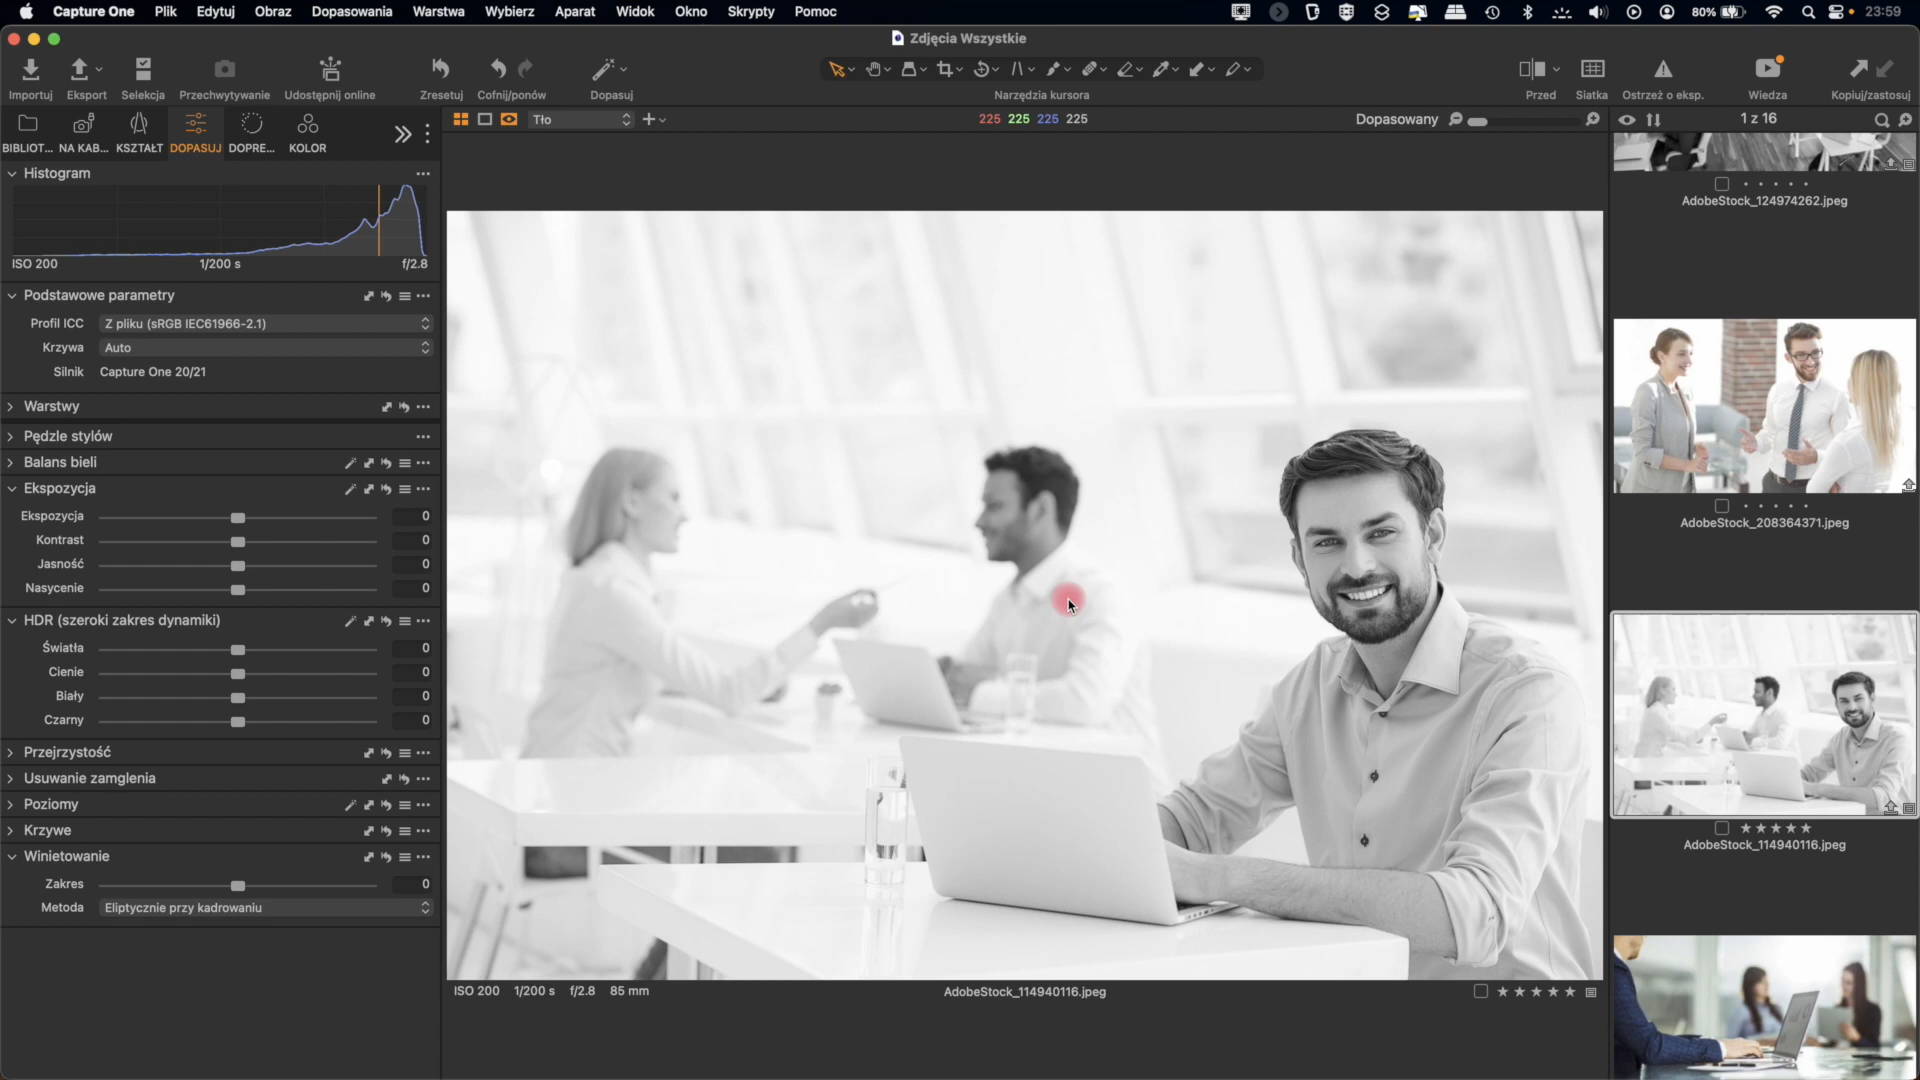 Capture One Plik Edytuj Obraz Dopasowania Warstwa Wybierz Aparat Widok Okno Skrypty Pomoc 80% 23:59
Zdjęcia Wszystkie
Importuj Eksport Selekcja Przechwytywanie Udostępnij online Zresetuj Cofnij/ponów Dopasuj Narzędzia kursora Przed Siatka Ostrzeż o eksp. Wiedza Kopiuj/zastosuj
BIBLIOT... NA KAB... KSZTAŁT DOPASUJ DOPRE... KOLOR
Tło 225 225 225 225 Dopasowany 1 z 16
Histogram
ISO 200 1/200 s f/2.8
Podstawowe parametry
Profil ICC Z pliku (sRGB IEC61966-2.1)
Krzywa Auto
Silnik Capture One 20/21
Warstwy
Pędzle stylów
Balans bieli
Ekspozycja
Ekspozycja 0
Kontrast 0
Jasność 0
Nasycenie 0
HDR (szeroki zakres dynamiki)
Światła 0
Cienie 0
Biały 0
Czarny 0
Przejrzystość
Usuwanie zamglenia
Poziomy
Krzywe
Winietowanie
Zakres 0
Metoda Eliptycznie przy kadrowaniu
ISO 200 1/200 s f/2.8 85 mm AdobeStock_114940116.jpeg
AdobeStock_124974262.jpeg
AdobeStock_208364371.jpeg
AdobeStock_114940116.jpeg